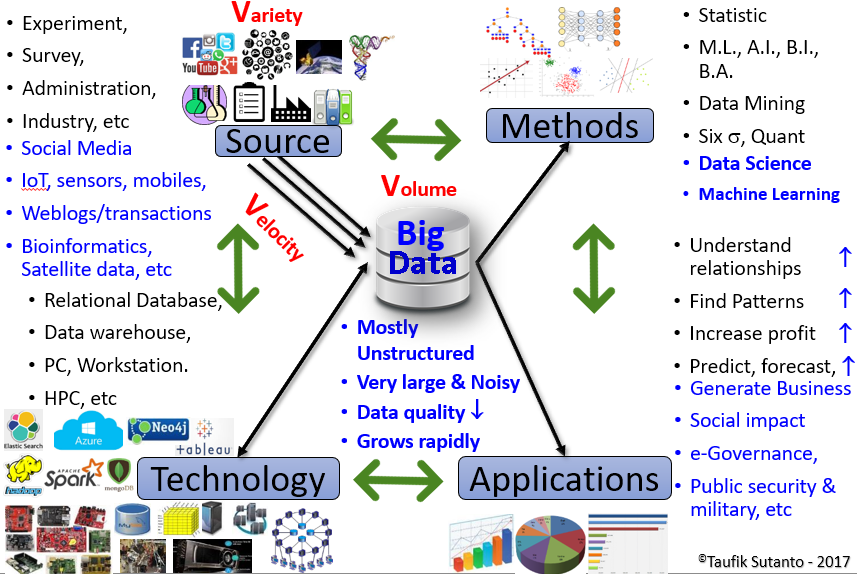 Variety
• Experiment,
• Survey,
• Administration,
• Industry, etc
• Social Media
• IoT, sensors, mobiles,
• Weblogs/transactions
• Bioinformatics,
Satellite data, etc
You Tube
g+
Source
Methods
• Statistic
• M.L., A.I., B.I.,
B.A.
• Data Mining
• Six σ, Quant
• Data Science
• Machine Learning
Volume
Velocity
Big
Data
• Mostly
Unstructured
• Very large & Noisy
• Data quality ↓
• Grows rapidly
• Relational Database,
• Data warehouse,
• PC, Workstation.
• HPC, etc
• Understand
relationships ↑
• Find Patterns ↑
• Increase profit ↑
• Predict, forecast, ↑
• Generate Business
• Social impact
• e-Governance,
• Public security &
military, etc
Elastic Search
Azure
Neo4j
+ableau
hadoop
APACHE
Spark
mongoDB
Technology
Applications
MySQL
©Taufik Sutanto - 2017